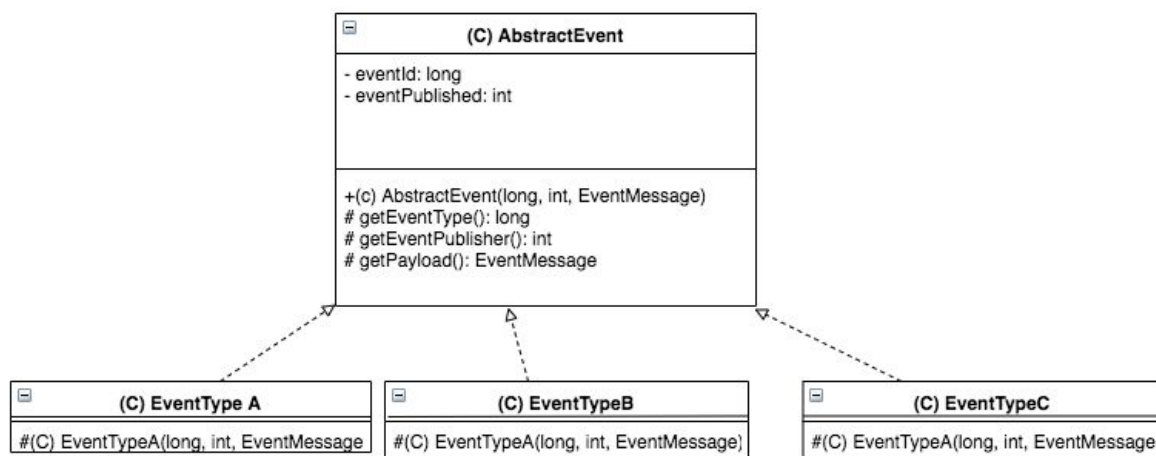 (C) AbstractEvent
- eventId: long
- eventPublished: int
+(c) AbstractEvent(long, int, EventMessage)
# getEventType(): long
# getEventPublisher(): int
# getPayload(): EventMessage
(C) EventType A
#(C) EventTypeA(long, int, EventMessage
(C) EventTypeB
#(C) EventTypeA(long, int, EventMessage)
(C) EventTypeC
#(C) EventTypeA(long, int, EventMessage